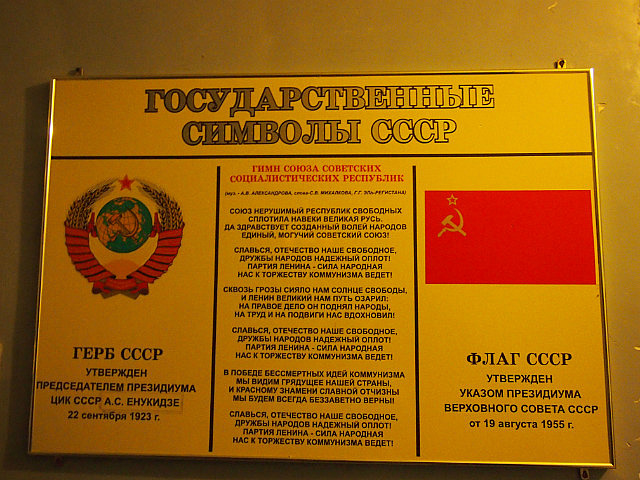 ГОСУДАРСТВЕННЫЕ
СИМВОЛЫ СССР
ГЕРБ СССР
УТВЕРЖДЕН
ПРЕДСЕДАТЕЛЕМ ПРЕЗИДИУМА
ЦИК СССР А.С. ЕНУКИДЗЕ
22 сентября 1923 г.
ГИМН СОЮЗА СОВЕТСКИХ
СОЦИАЛИСТИЧЕСКИХ РЕСПУБЛИК
(муз. - А.В. АЛЕКСАНДРОВА, слова-С.В. МИХАЛКОВА, Г.Г. ЭЛЬ-РЕГИСТАНА)
СОЮЗ НЕРУШИМЫЙ РЕСПУБЛИК СВОБОДНЫХ
СПЛОТИЛА НАВЕКИ ВЕЛИКАЯ РУСЬ.
ДА ЗДРАВСТВУЕТ СОЗДАННЫЙ ВОЛЕЙ НАРОДОВ
ЕДИНЫЙ, МОГУЧИЙ СОВЕТСКИЙ СОЮЗ!
СЛАВЬСЯ, ОТЕЧЕСТВО НАШЕ СВОБОДНОЕ,
ДРУЖБЫ НАРОДОВ НАДЕЖНЫЙ ОПЛОТ!
ПАРТИЯ ЛЕНИНА - СИЛА НАРОДНАЯ
НАС К ТОРЖЕСТВУ КОММУНИЗМА ВЕДЕТ!
СКВОЗЬ ГРОЗЫ СИЯЛО НАМ СОЛНЦЕ СВОБОДЫ,
И ЛЕНИН ВЕЛИКИЙ НАМ ПУТЬ ОЗАРИЛ:
НА ПРАВОЕ ДЕЛО ОН ПОДНЯЛ НАРОДЫ,
НА ТРУД И НА ПОДВИГИ НАС ВДОХНОВИЛ!
СЛАВЬСЯ, ОТЕЧЕСТВО НАШЕ СВОБОДНОЕ,
ДРУЖБЫ НАРОДОВ НАДЕЖНЫЙ ОПЛОТ!
ПАРТИЯ ЛЕНИНА - СИЛА НАРОДНАЯ
НАС К ТОРЖЕСТВУ КОММУНИЗМА ВЕДЕТ!
В ПОБЕДЕ БЕССМЕРТНЫХ ИДЕЙ КОММУНИЗМА
МЫ ВИДИМ ГРЯДУЩЕЕ НАШЕЙ СТРАНЫ,
И КРАСНОМУ ЗНАМЕНИ СЛАВНОЙ ОТЧИЗНЫ
МЫ БУДЕМ ВСЕГДА БЕЗЗАВЕТНО ВЕРНЫ!
СЛАВЬСЯ, ОТЕЧЕСТВО НАШЕ СВОБОДНОЕ,
ДРУЖБЫ НАРОДОВ НАДЕЖНЫЙ ОПЛОТ!
ПАРТИЯ ЛЕНИНА - СИЛА НАРОДНАЯ
НАС К ТОРЖЕСТВУ КОММУНИЗМА ВЕДЕТ!
ФЛАГ СССР
УТВЕРЖДЕН
УКАЗОМ ПРЕЗИДИУМА
ВЕРХОВНОГО СОВЕТА СССР
от 19 августа 1955 г.